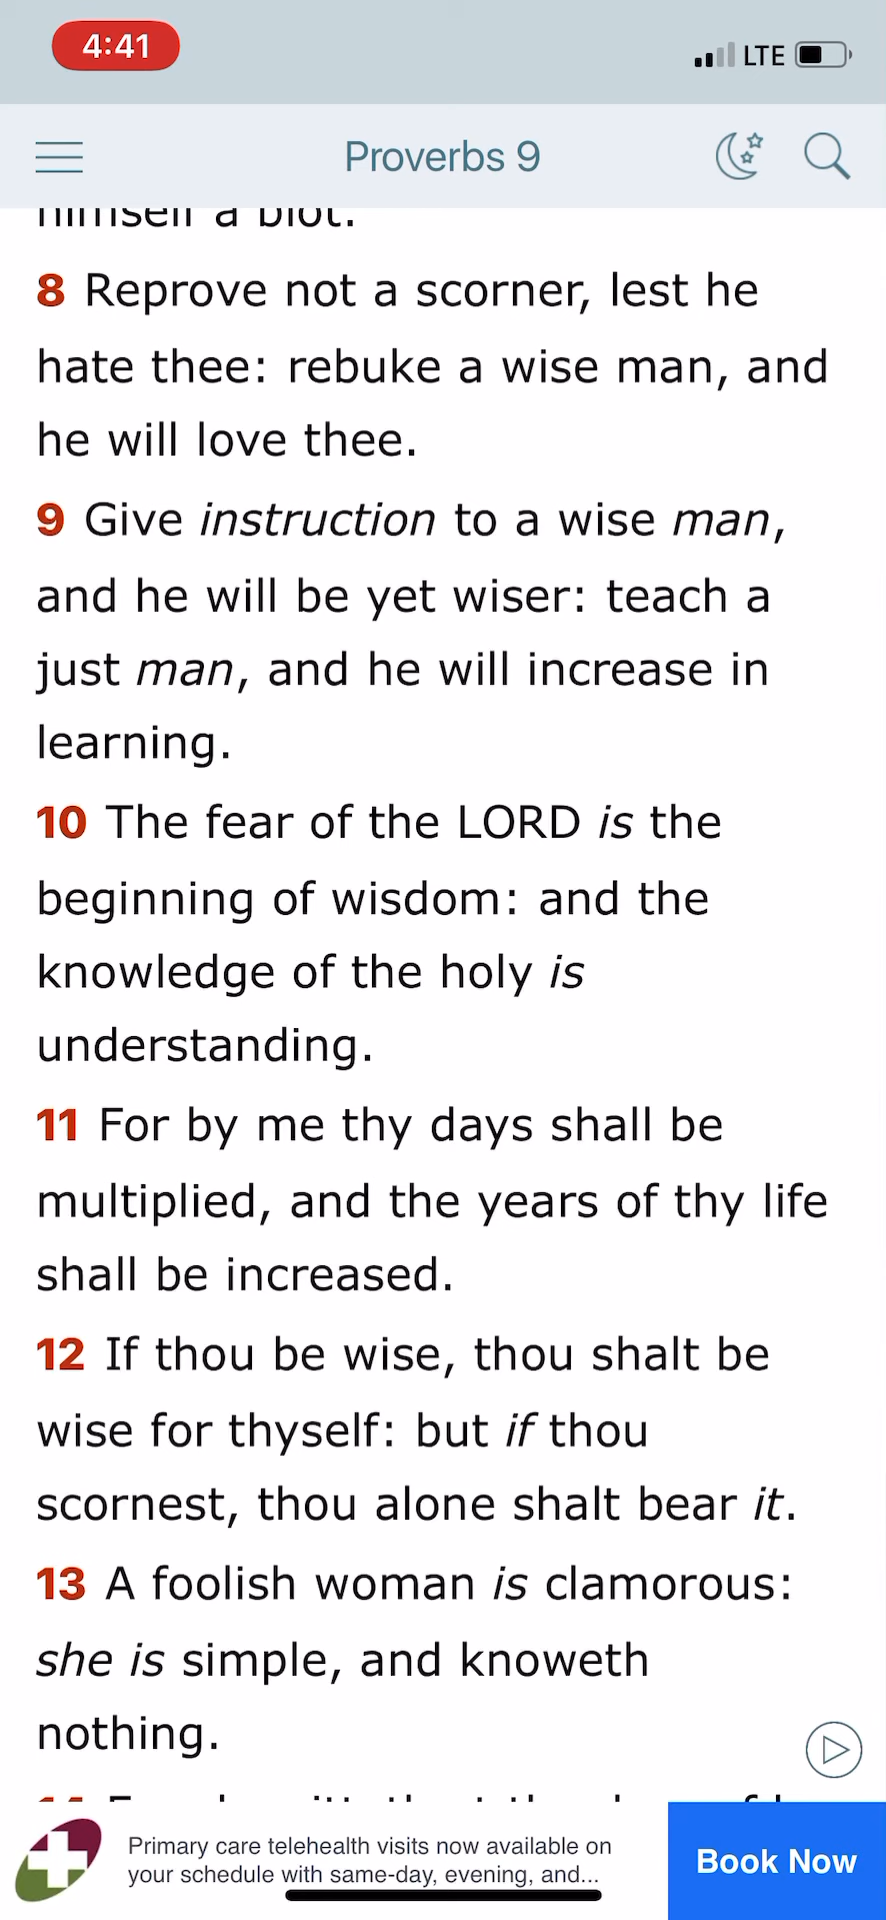 4:41
LTE
Proverbs 9
himself a blot.
8 Reprove not a scorner, lest he
hate thee: rebuke a wise man, and
he will love thee.
9 Give instruction to a wise man,
and he will be yet wiser: teach a
just man, and he will increase in
learning.
10 The fear of the LORD is the
beginning of wisdom: and the
knowledge of the holy is
understanding.
11 For by me thy days shall be
multiplied, and the years of thy life
shall be increased.
12 If thou be wise, thou shalt be
wise for thyself: but if thou
scornest, thou alone shalt bear it.
13 A foolish woman is clamorous:
she is simple, and knoweth
nothing.
Primary care telehealth visits now available on
your schedule with same-day, evening, and...
Book Now